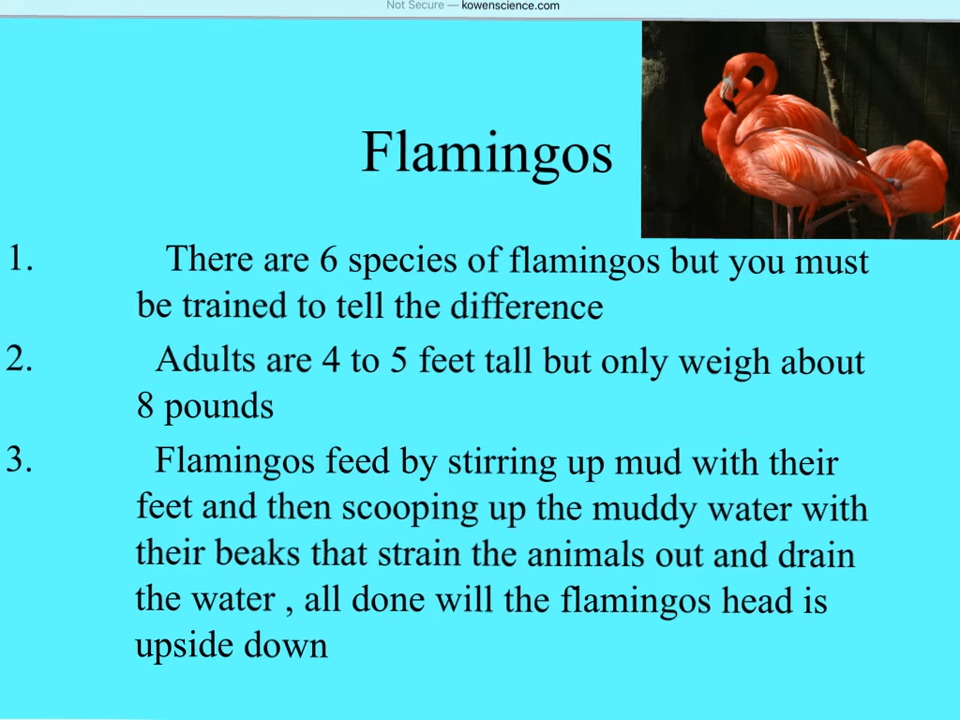 Not Secure — kowenscience.com
Flamingos
1. There are 6 species of flamingos but you must
be trained to tell the difference
2. Adults are 4 to 5 feet tall but only weigh about
8 pounds
3. Flamingos feed by stirring up mud with their
feet and then scooping up the muddy water with
their beaks that strain the animals out and drain
the water , all done will the flamingos head is
upside down